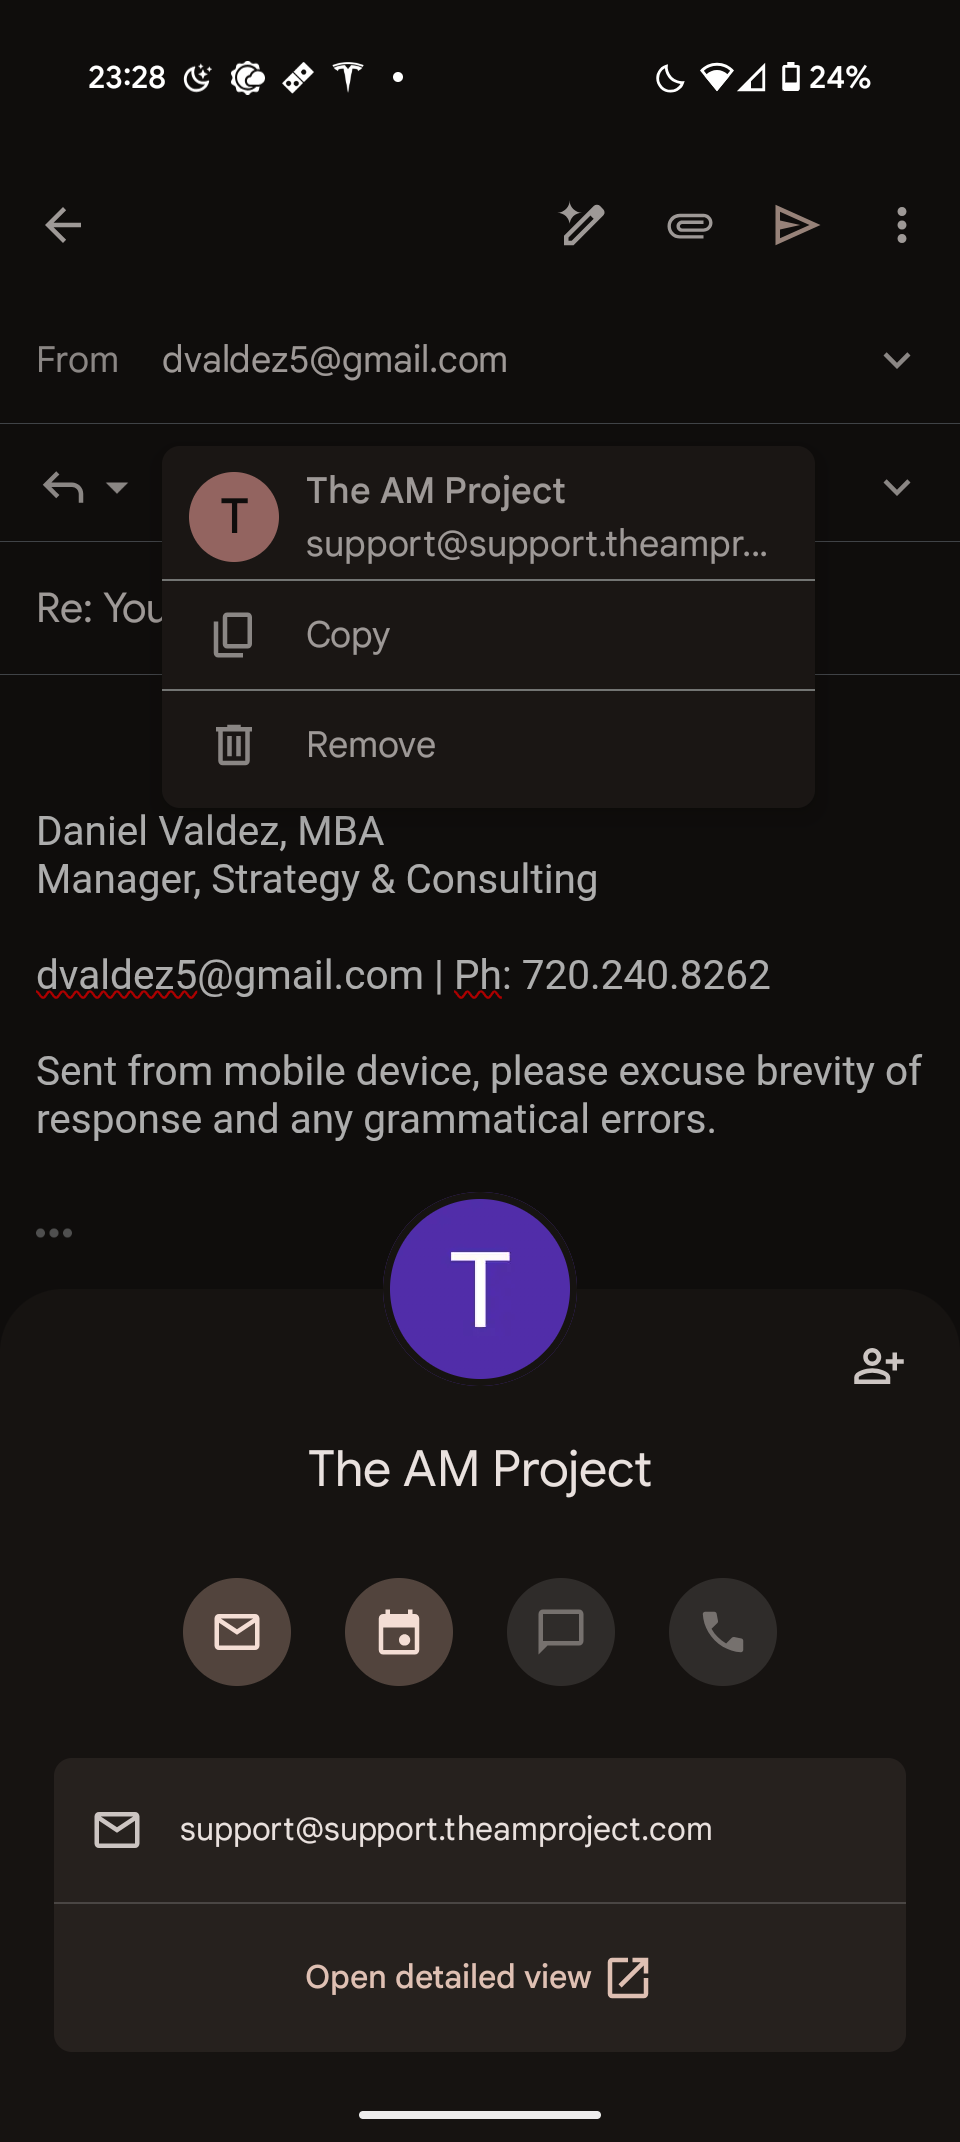 23:28
24%
From dvaldez5@gmail.com
T
The AM Project
support@support.theampr...
Re: You
Copy
Remove
Daniel Valdez, MBA
Manager, Strategy & Consulting
dvaldez5@gmail.com | Ph: 720.240.8262
Sent from mobile device, please excuse brevity of
response and any grammatical errors.
T
The AM Project
support@support.theamproject.com
Open detailed view